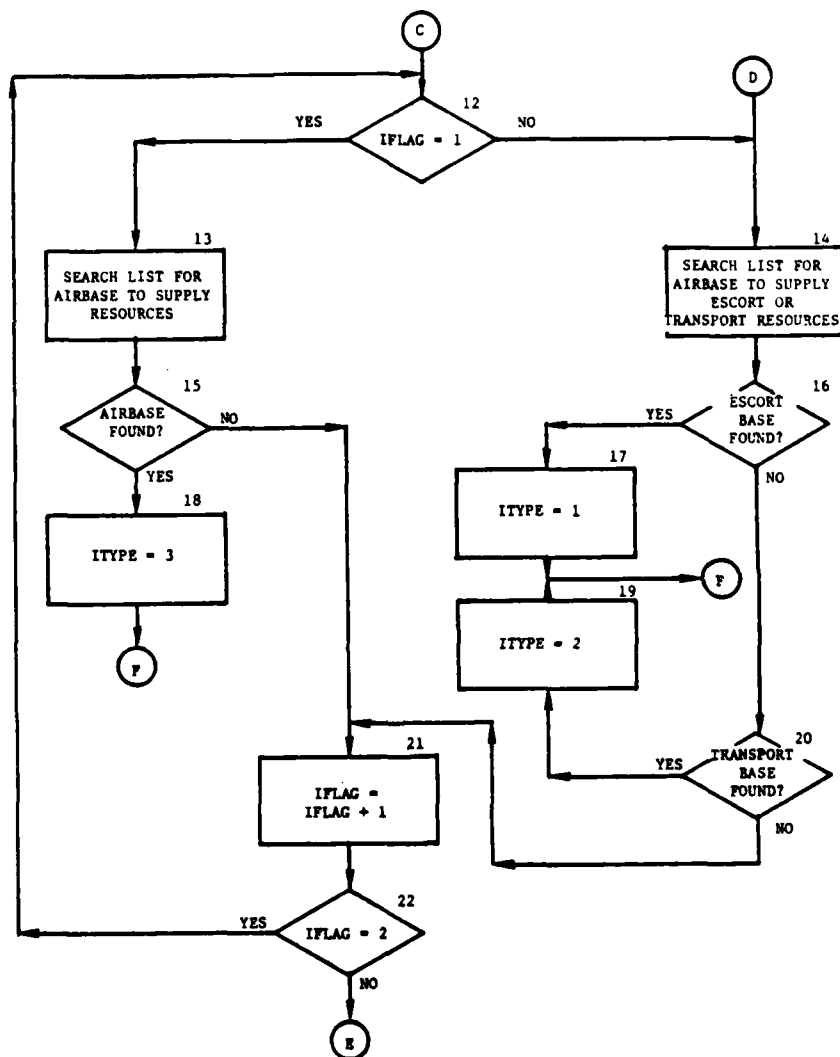 C
D
12
YES
NO
IFLAG = 1
13
14
SEARCH LIST FOR
AIRBASE TO SUPPLY
RESOURCES
SEARCH LIST FOR
AIRBASE TO SUPPLY
ESCORT OR
TRANSPORT RESOURCES
15
AIRBASE
FOUND?
NO
YES
16
ESCORT
BASE
FOUND?
YES
NO
17
ITYPE = 1
18
ITYPE = 3
F
F
19
ITYPE = 2
20
TRANSPORT
BASE
FOUND?
YES
NO
21
IFLAG =
IFLAG + 1
22
YES
IFLAG = 2
NO
E